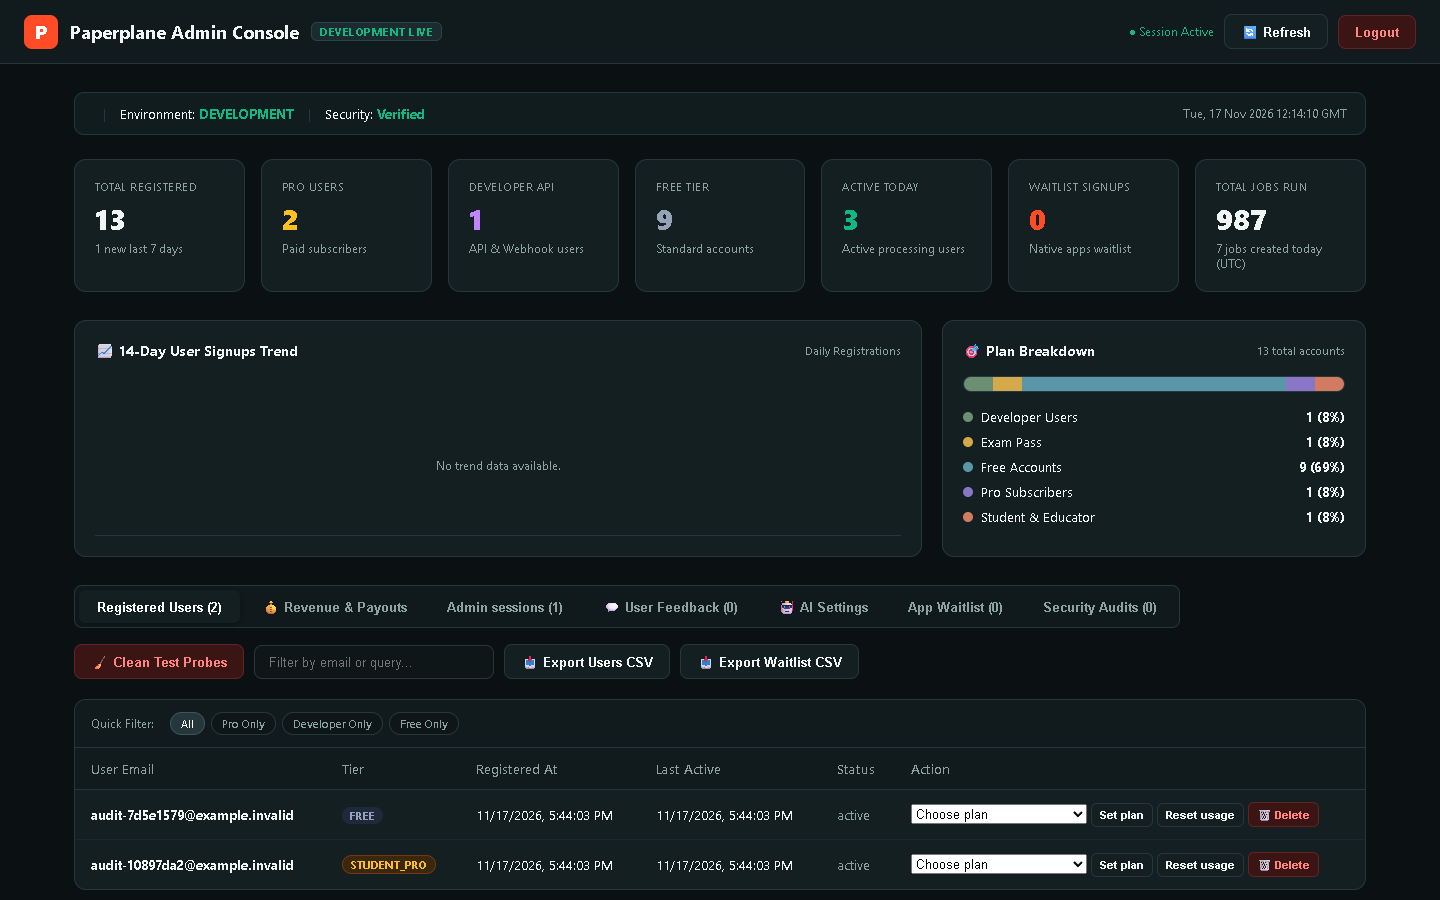 P Paperplane Admin Console DEVELOPMENT LIVE
● Session Active Refresh Logout
Environment: DEVELOPMENT Security: Verified Tue, 17 Nov 2026 12:14:10 GMT
TOTAL REGISTERED
13
1 new last 7 days
PRO USERS
2
Paid subscribers
DEVELOPER API
1
API & Webhook users
FREE TIER
9
Standard accounts
ACTIVE TODAY
3
Active processing users
WAITLIST SIGNUPS
0
Native apps waitlist
TOTAL JOBS RUN
987
7 jobs created today
(UTC)
14-Day User Signups Trend Daily Registrations
No trend data available.
Plan Breakdown 13 total accounts
Developer Users 1 (8%)
Exam Pass 1 (8%)
Free Accounts 9 (69%)
Pro Subscribers 1 (8%)
Student & Educator 1 (8%)
Registered Users (2) Revenue & Payouts Admin sessions (1) User Feedback (0) AI Settings App Waitlist (0) Security Audits (0)
Clean Test Probes Filter by email or query... Export Users CSV Export Waitlist CSV
Quick Filter: All Pro Only Developer Only Free Only
User Email Tier Registered At Last Active Status Action
audit-7d5e1579@example.invalid FREE 11/17/2026, 5:44:03 PM 11/17/2026, 5:44:03 PM active Choose plan Set plan Reset usage Delete
audit-10897da2@example.invalid STUDENT_PRO 11/17/2026, 5:44:03 PM 11/17/2026, 5:44:03 PM active Choose plan Set plan Reset usage Delete